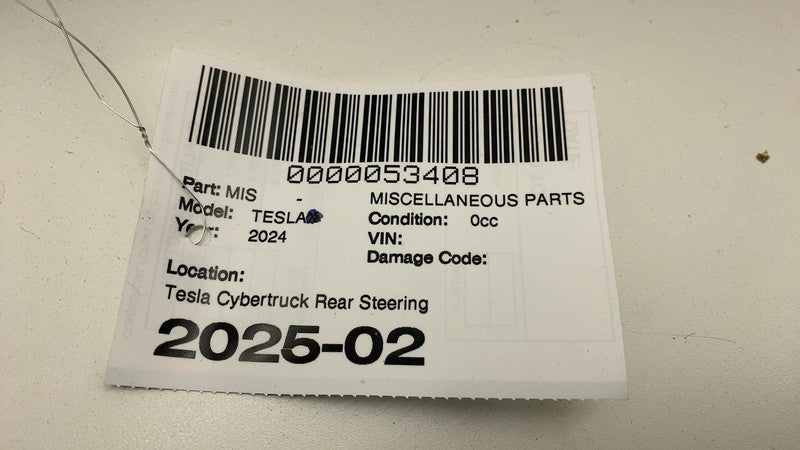 0000053408
Part: MIS - MISCELLANEOUS PARTS
Model: TESLA Condition: 0cc
Year: 2024 VIN:
Damage Code:
Location:
Tesla Cybertruck Rear Steering
2025-02